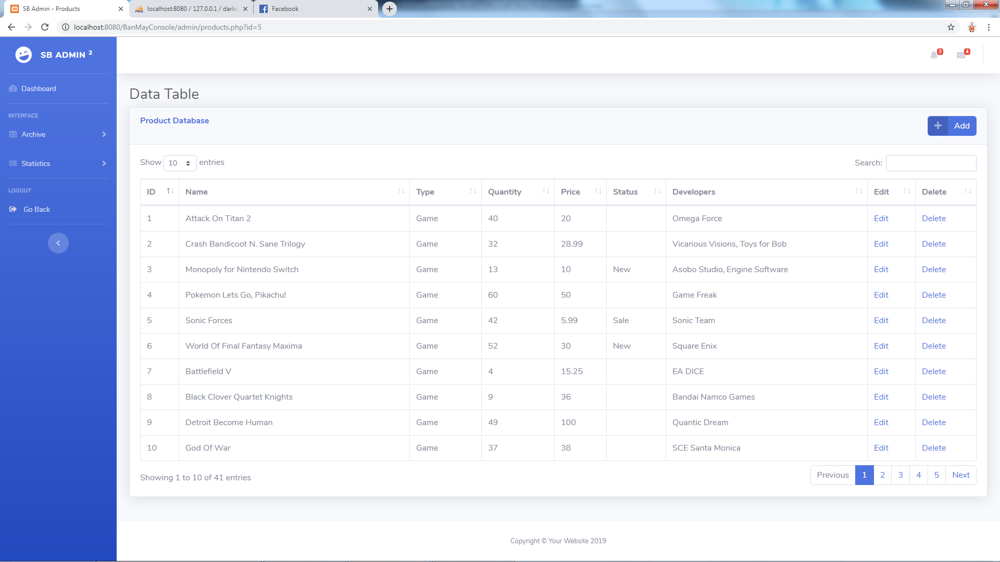 SB Admin - Products
localhost:8080 / 127.0.0.1 / darks
Facebook
localhost:8080/BanMayConsole/admin/products.php?id=5
SB ADMIN 2
3
4
Dashboard
INTERFACE
Archive
Statistics
LOGOUT
Go Back
Data Table
Product Database
Add
Show 10 entries
Search:
ID Name Type Quantity Price Status Developers Edit Delete
1 Attack On Titan 2 Game 40 20 Omega Force Edit Delete
2 Crash Bandicoot N. Sane Trilogy Game 32 28.99 Vicarious Visions, Toys for Bob Edit Delete
3 Monopoly for Nintendo Switch Game 13 10 New Asobo Studio, Engine Software Edit Delete
4 Pokemon Lets Go, Pikachu! Game 60 50 Game Freak Edit Delete
5 Sonic Forces Game 42 5.99 Sale Sonic Team Edit Delete
6 World Of Final Fantasy Maxima Game 52 30 New Square Enix Edit Delete
7 Battlefield V Game 4 15.25 EA DICE Edit Delete
8 Black Clover Quartet Knights Game 9 36 Bandai Namco Games Edit Delete
9 Detroit Become Human Game 49 100 Quantic Dream Edit Delete
10 God Of War Game 37 38 SCE Santa Monica Edit Delete
Showing 1 to 10 of 41 entries
Previous 1 2 3 4 5 Next
Copyright © Your Website 2019